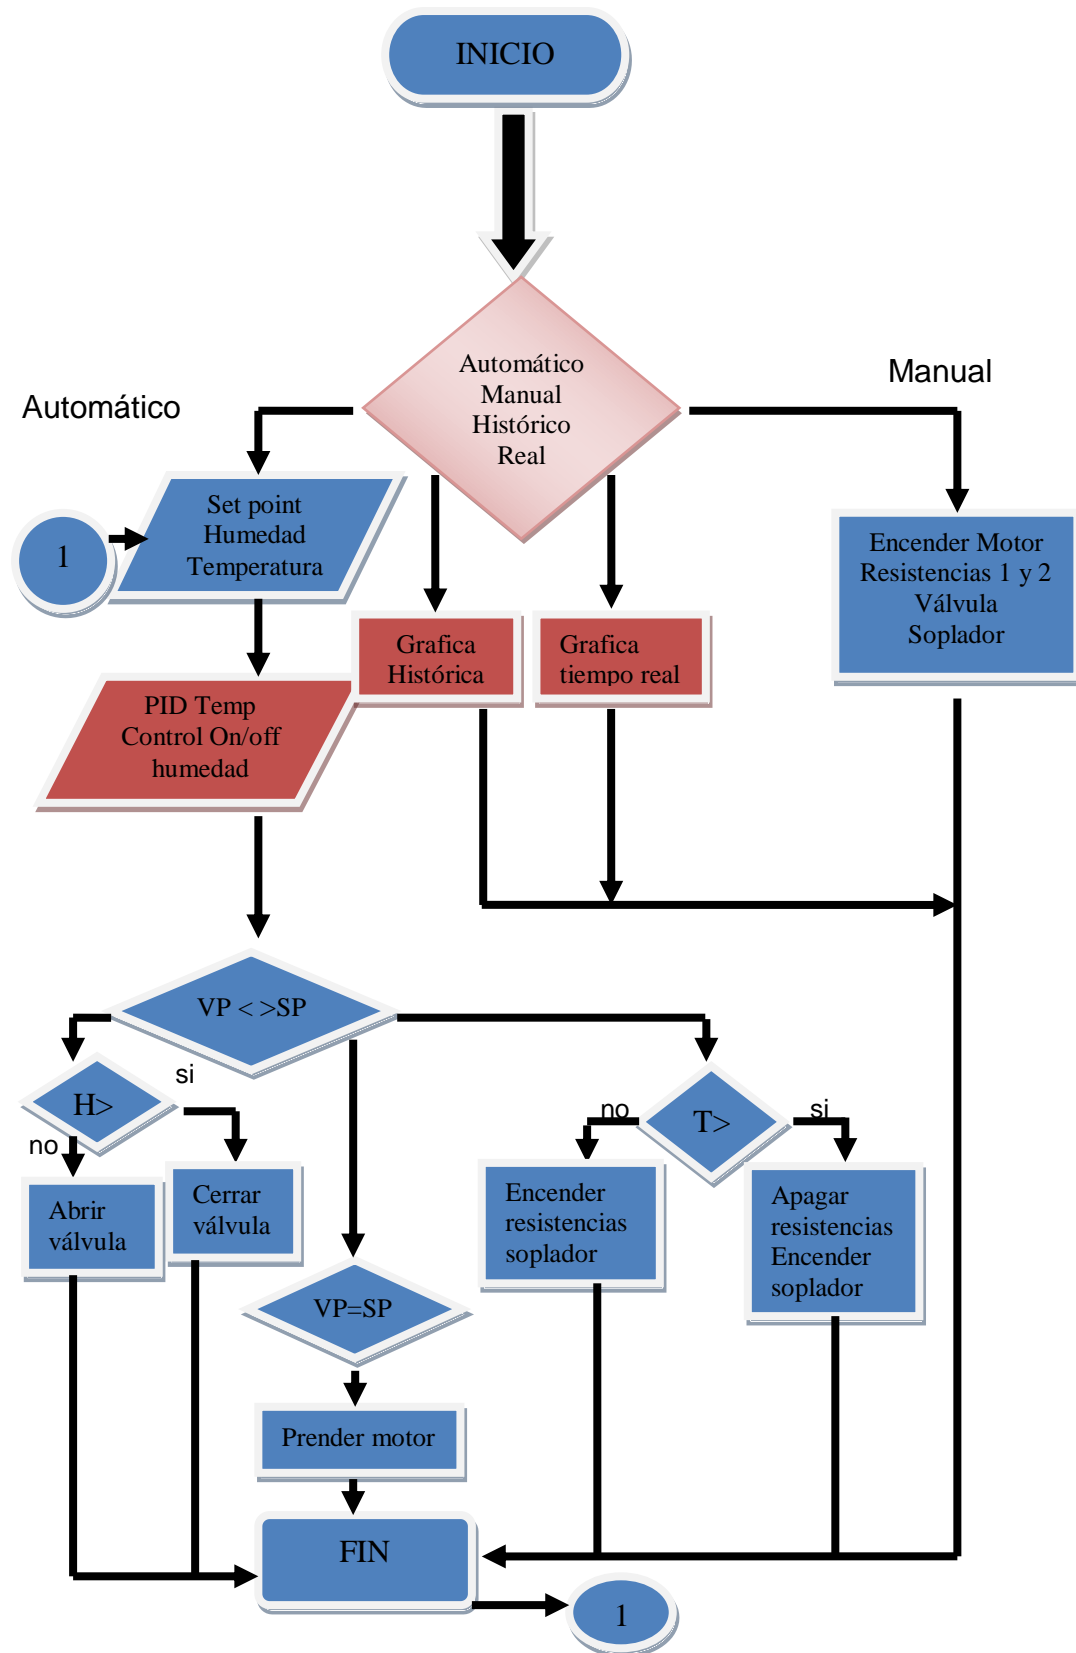 INICIO
Automático
Manual
Histórico
Real
Manual
Automático
Set point
Humedad
Temperatura
1
Encender Motor
Resistencias 1 y 2
Válvula
Soplador
Grafica
Histórica
Grafica
tiempo real
PID Temp
Control On/off
humedad
VP < >SP
si
H>
no
no
T>
si
Abrir
válvula
Cerrar
válvula
Encender
resistencias
soplador
Apagar
resistencias
Encender
soplador
VP=SP
Prender motor
FIN
1